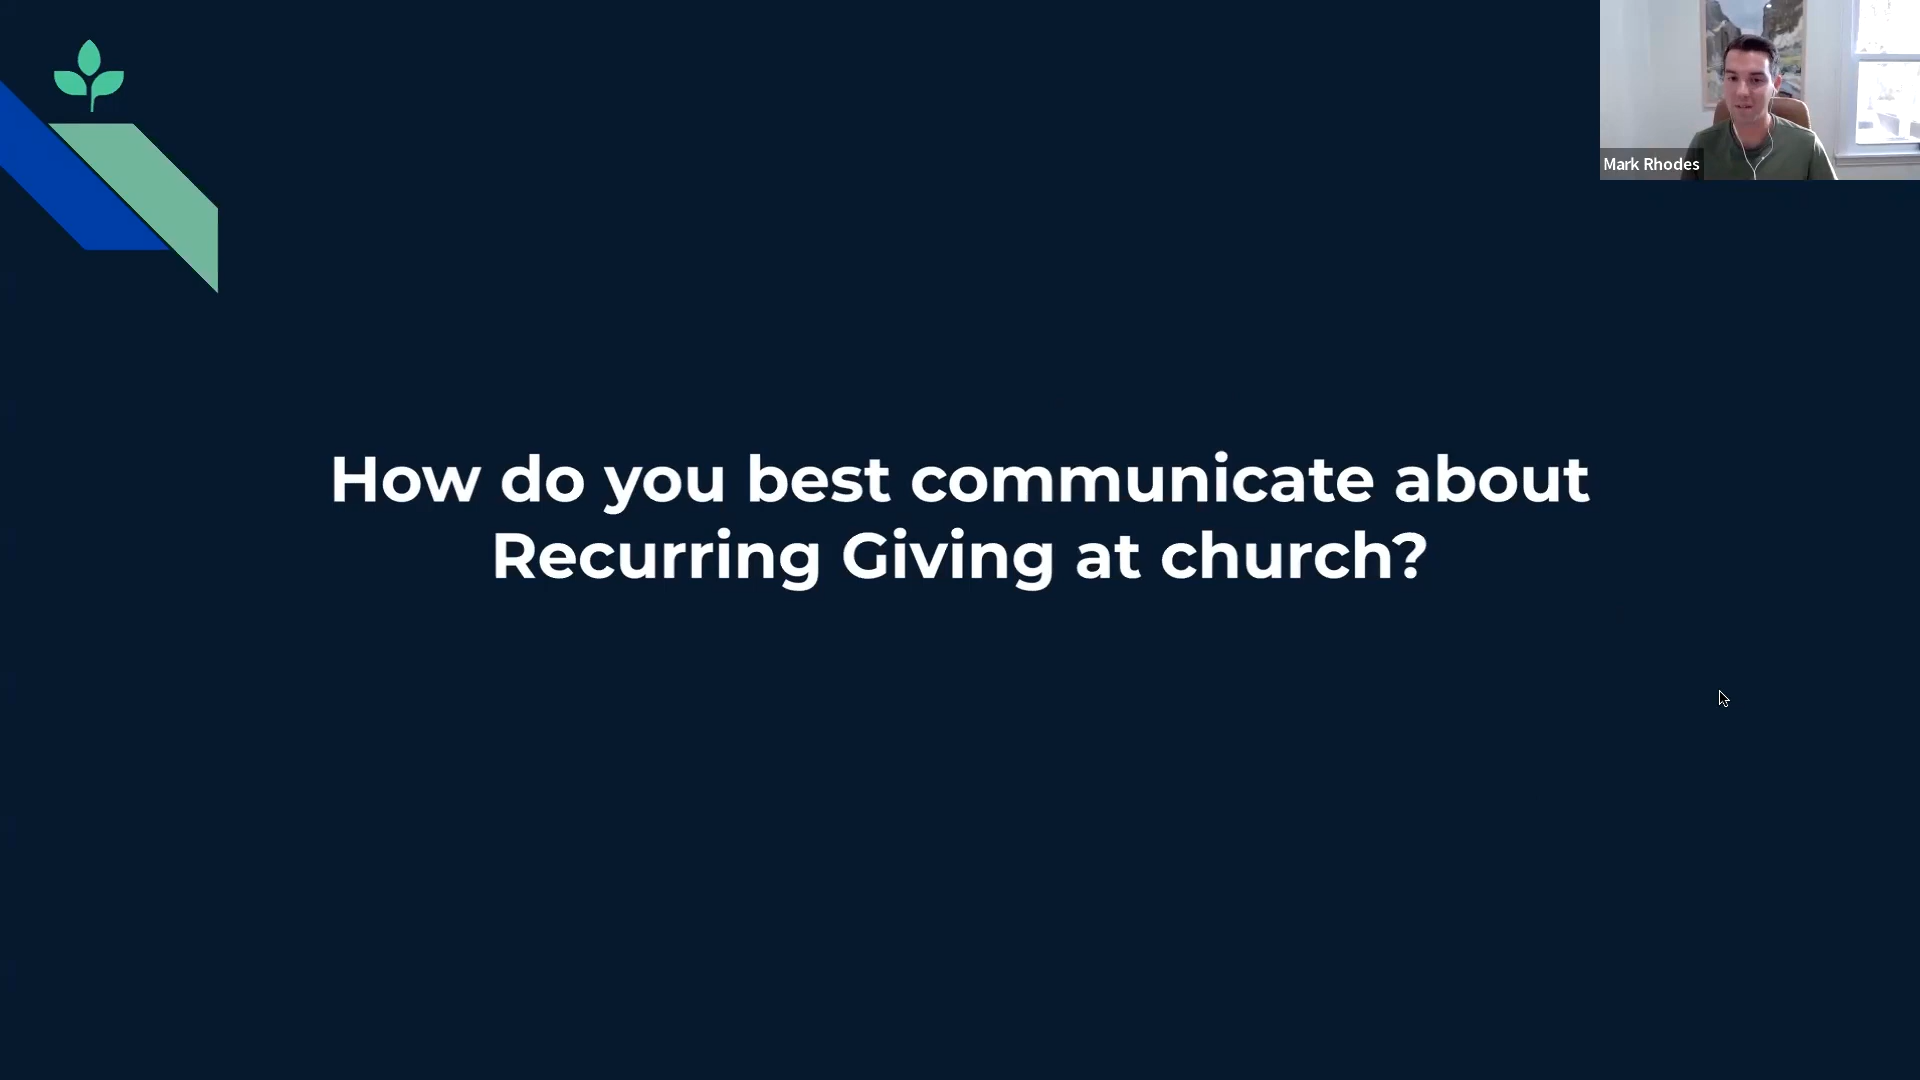 Mark Rhodes
How do you best communicate about
Recurring Giving at church?